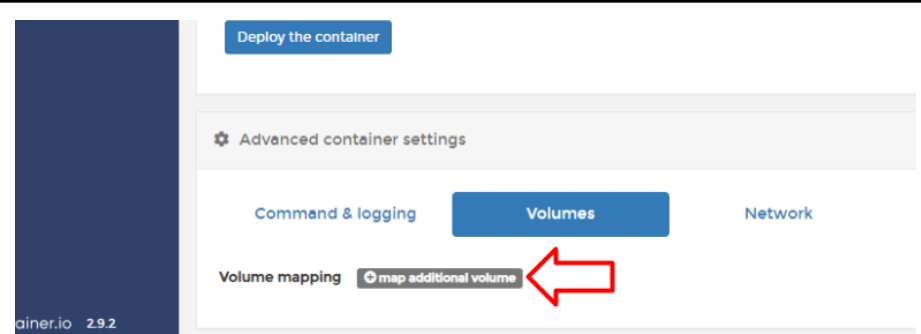 Deploy the container
Advanced container settings
Command & logging
Volumes
Network
Volume mapping
map additional volume
ainer.io 2.9.2